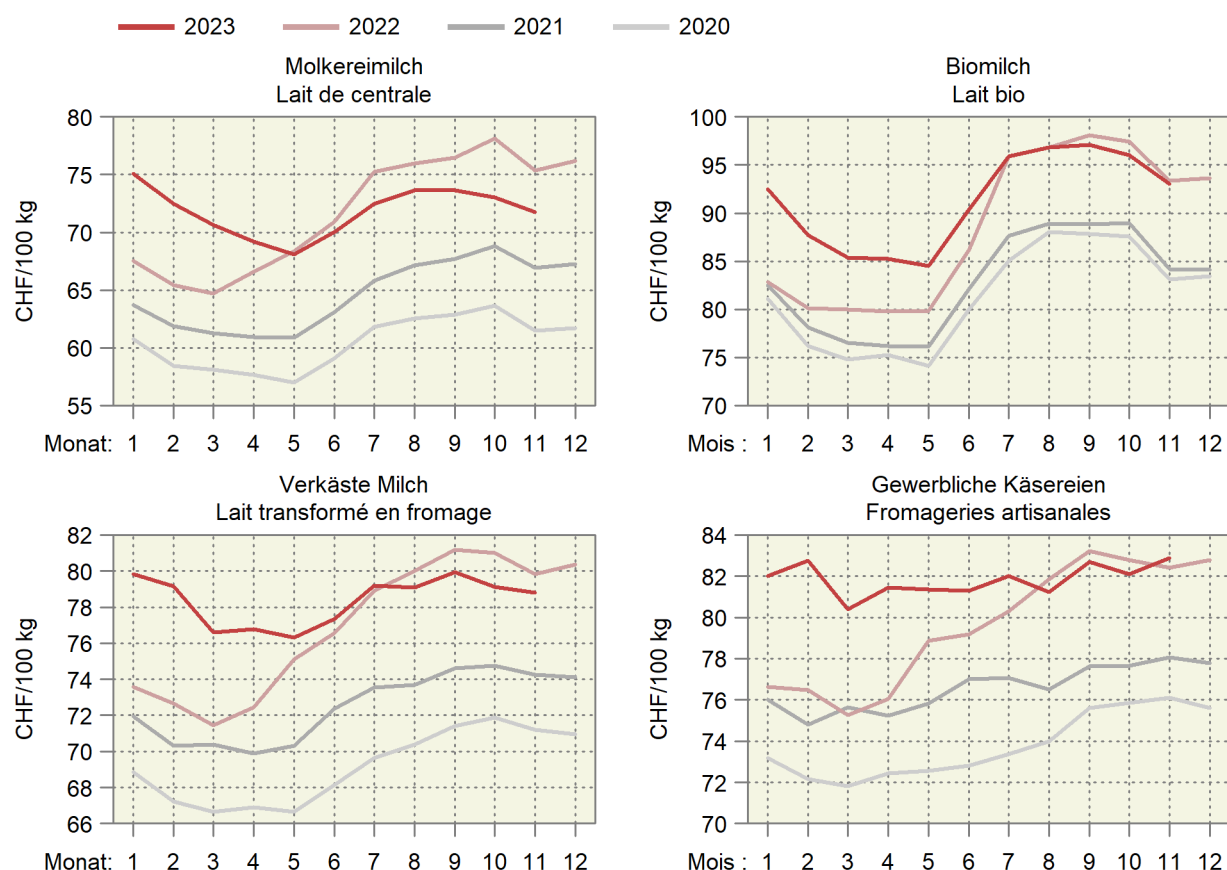 2023 2022 2021 2020
Molkereimilch
Lait de centrale
CHF/100 kg
80
75
70
65
60
55
Monat: 1 2 3 4 5 6 7 8 9 10 11 12
Biomilch
Lait bio
CHF/100 kg
100
95
90
85
80
75
70
Mois : 1 2 3 4 5 6 7 8 9 10 11 12
Verkäste Milch
Lait transformé en fromage
CHF/100 kg
82
80
78
76
74
72
70
68
66
Monat: 1 2 3 4 5 6 7 8 9 10 11 12
Gewerbliche Käsereien
Fromageries artisanales
CHF/100 kg
84
82
80
78
76
74
72
70
Mois : 1 2 3 4 5 6 7 8 9 10 11 12